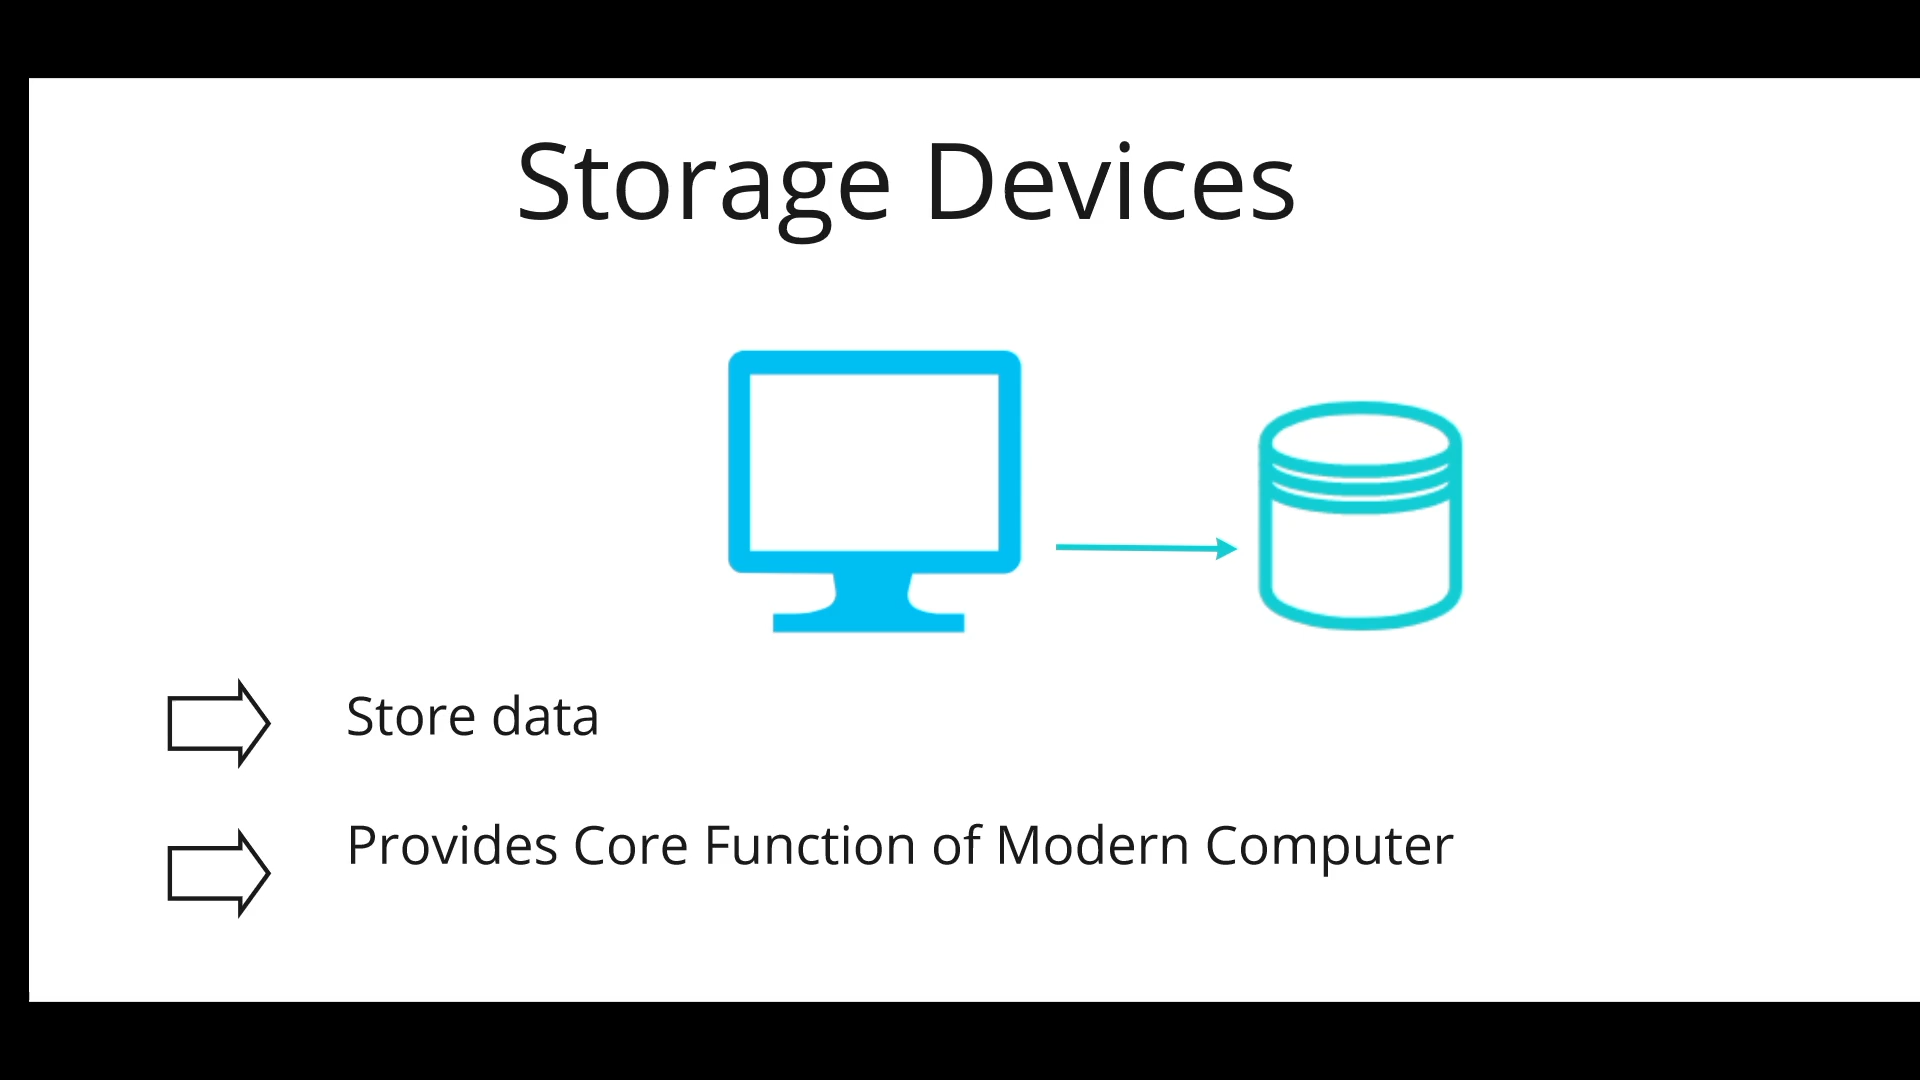 Storage Devices
Store data
Provides Core Function of Modern Computer